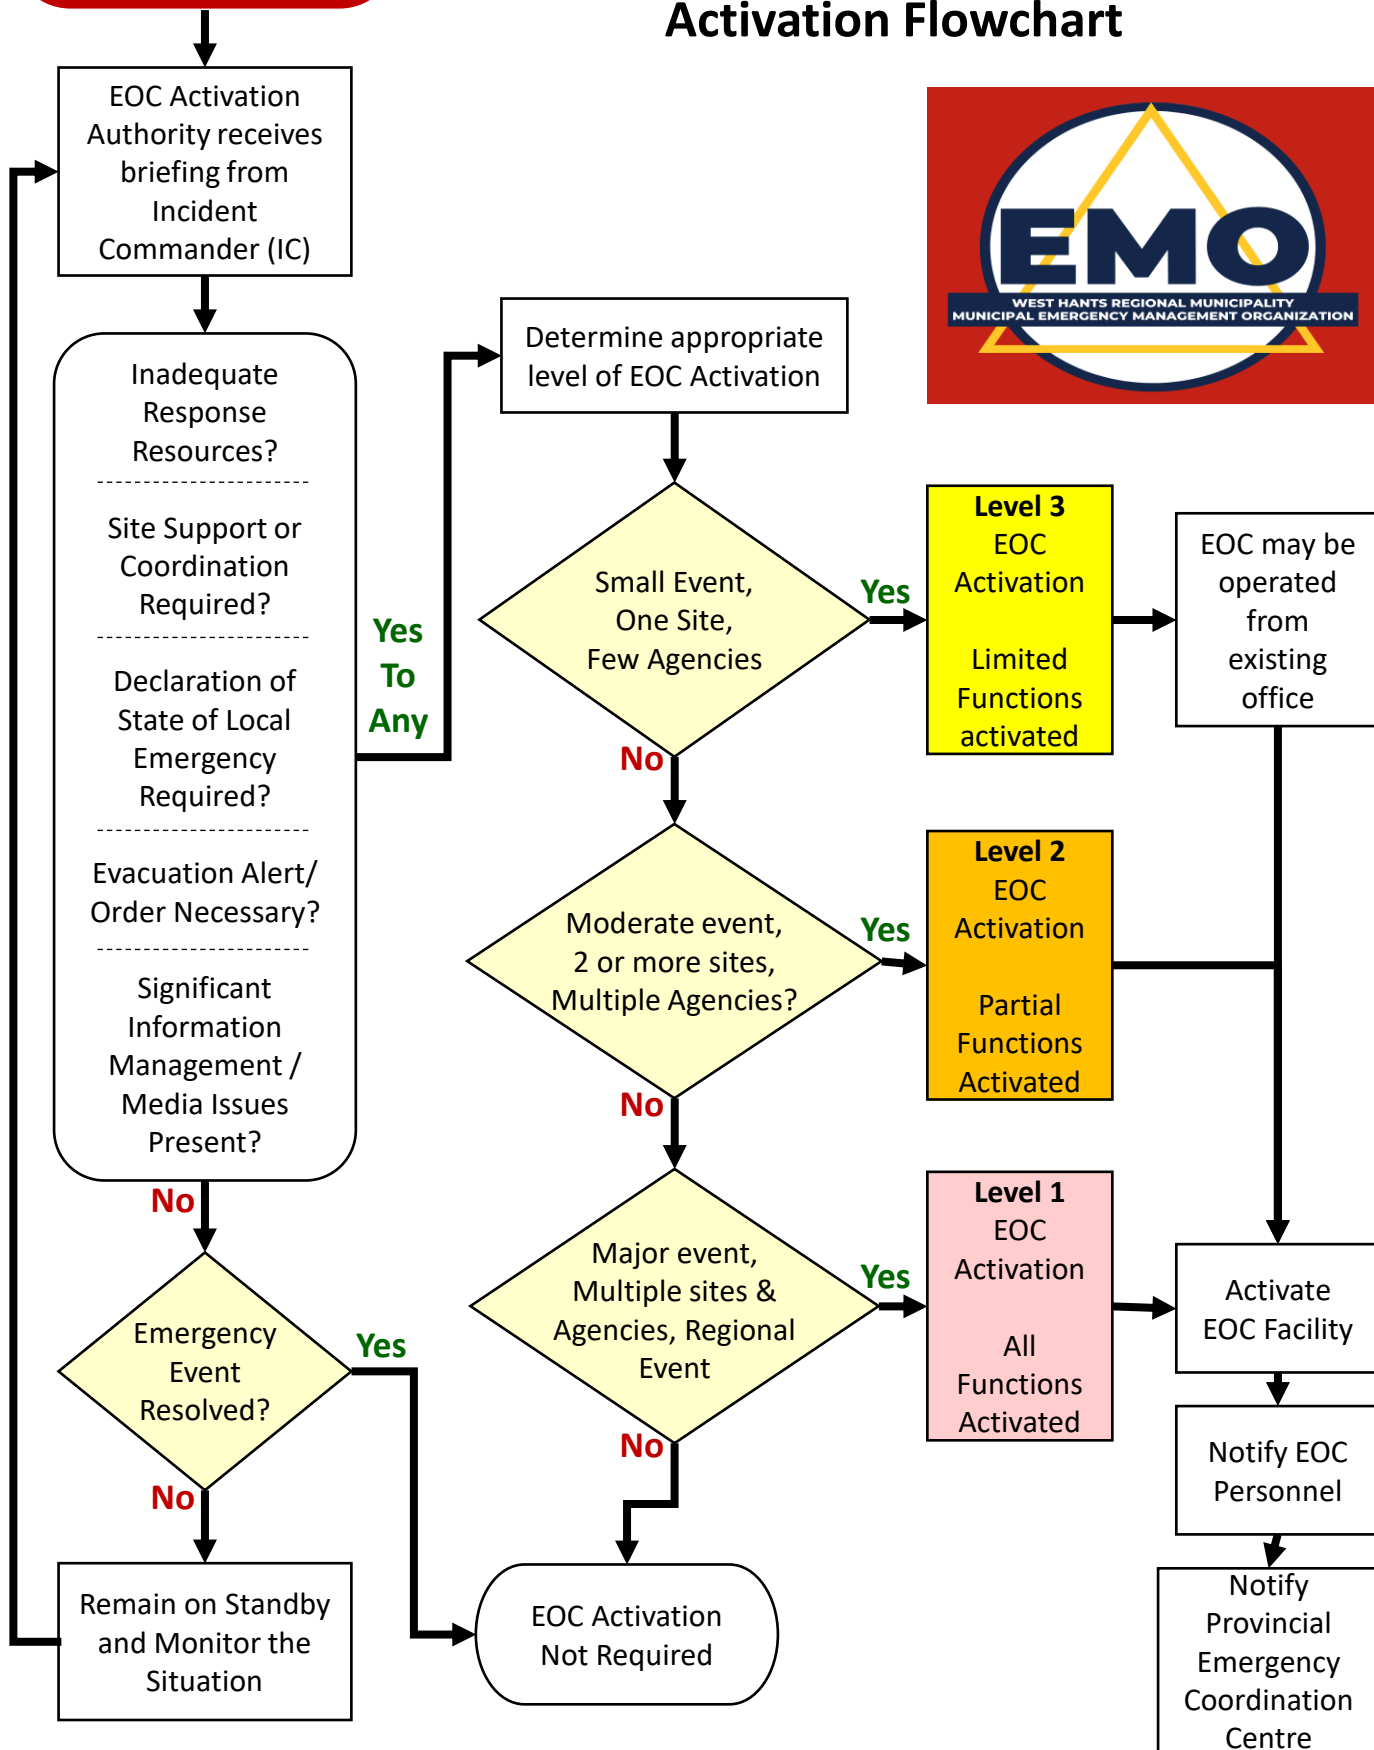 Activation Flowchart
EOC Activation
Authority receives
briefing from
Incident
Commander (IC)
Inadequate
Response
Resources?
Site Support or
Coordination
Required?
Declaration of
State of Local
Emergency
Required?
Evacuation Alert/
Order Necessary?
Significant
Information
Management /
Media Issues
Present?
No
Emergency
Event
Resolved?
Yes
No
Remain on Standby
and Monitor the
Situation
Yes
To
Any
Determine appropriate
level of EOC Activation
Small Event,
One Site,
Few Agencies
Yes
No
Moderate event,
2 or more sites,
Multiple Agencies?
Yes
No
Major event,
Multiple sites &
Agencies, Regional
Event
Yes
No
EOC Activation
Not Required
EMO
WEST HANTS REGIONAL MUNICIPALITY
MUNICIPAL EMERGENCY MANAGEMENT ORGANIZATION
Level 3
EOC
Activation
Limited
Functions
activated
EOC may be
operated
from
existing
office
Level 2
EOC
Activation
Partial
Functions
Activated
Level 1
EOC
Activation
All
Functions
Activated
Activate
EOC Facility
Notify EOC
Personnel
Notify
Provincial
Emergency
Coordination
Centre